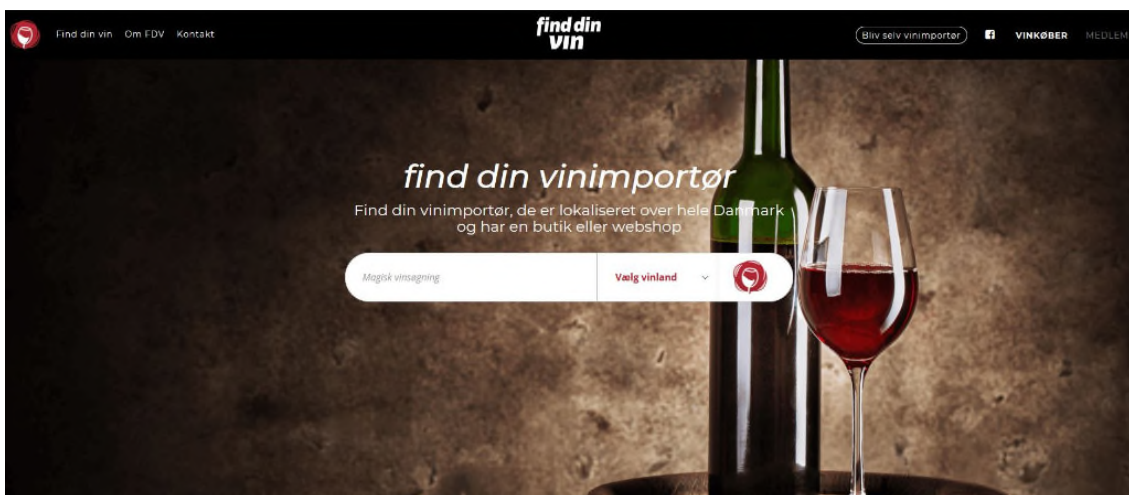 Find din vin Om FDV Kontakt
find din
vin
Bliv selv vinimportør
VINKØBER
MEDLEM
find din vinimportør
Find din vinimportør, de er lokaliseret over hele Danmark
og har en butik eller webshop
Magisk vinsøgning
Vælg vinland